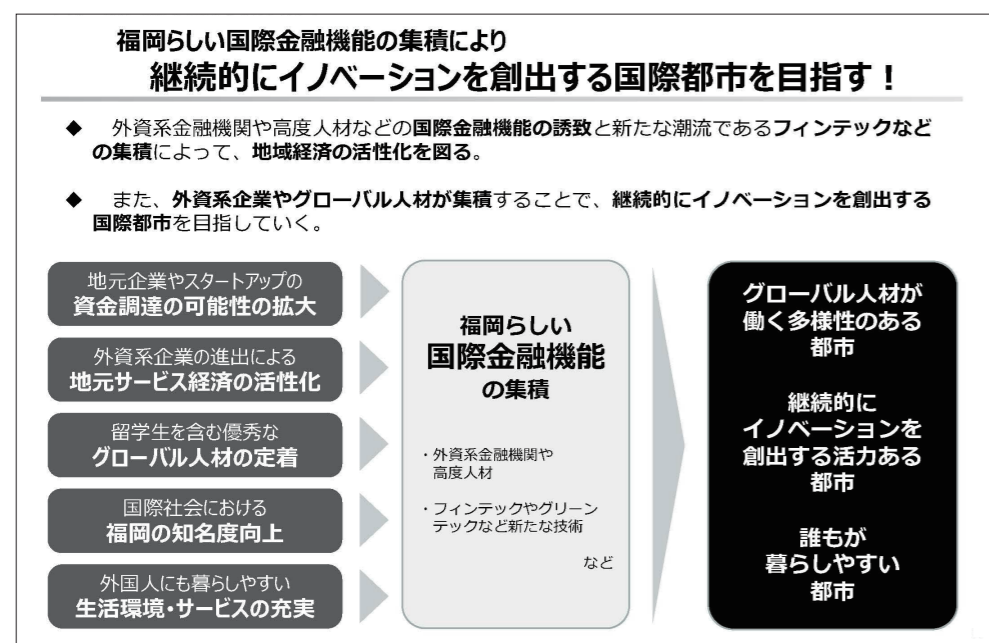 福岡らしい国際金融機能の集積により
継続的にイノベーションを創出する国際都市を目指す！
◆　外資系金融機関や高度人材などの国際金融機能の誘致と新たな潮流であるフィンテックなど
の集積によって、地域経済の活性化を図る。
◆　また、外資系企業やグローバル人材が集積することで、継続的にイノベーションを創出する
国際都市を目指していく。
地元企業やスタートアップの
資金調達の可能性の拡大
外資系企業の進出による
地元サービス経済の活性化
留学生を含む優秀な
グローバル人材の定着
国際社会における
福岡の知名度向上
外国人にも暮らしやすい
生活環境・サービスの充実
福岡らしい
国際金融機能
の集積
・外資系金融機関や
高度人材
・フィンテックやグリーン
テックなど新たな技術
など
グローバル人材が
働く多様性のある
都市
継続的に
イノベーションを
創出する活力ある
都市
誰もが
暮らしやすい
都市